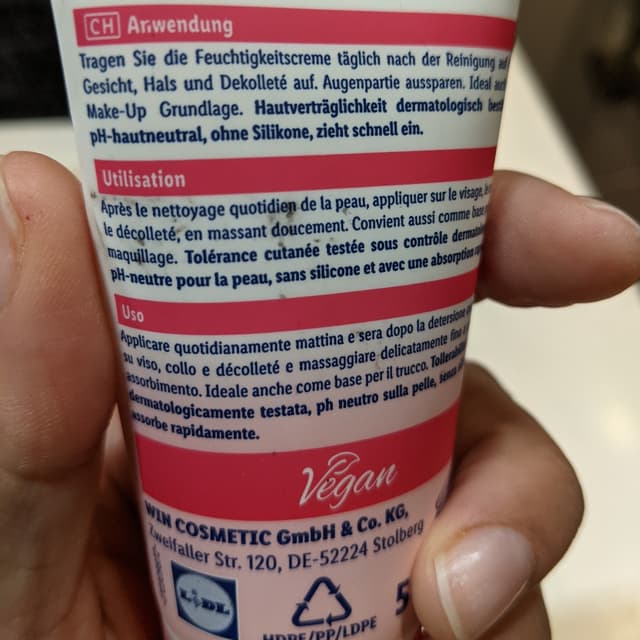 CH Anwendung
Tragen Sie die Feuchtigkeitscreme täglich nach der Reinigung auf
Gesicht, Hals und Dekolleté auf. Augenpartie aussparen. Ideal
Make-Up Grundlage. Hautverträglichkeit dermatologisch
pH-hautneutral, ohne Silikone, zieht schnell ein.
Utilisation
Après le nettoyage quotidien de la peau, appliquer sur le visage,
le décolleté, en massant doucement. Convient aussi comme base
maquillage. Tolérance cutanée testée sous contrôle
pH-neutre pour la peau, sans silicone et avec une absorption
Uso
Applicare quotidianamente mattina e sera dopo la detersione
su viso, collo e décolleté e massaggiare delicatamente fino
assorbimento. Ideale anche come base per il trucco.
dermatologicamente testata, ph neutro sulla pelle,
assorbe rapidamente.
Vegan
WIN COSMETIC GmbH & Co. KG,
Zweifaller Str. 120, DE-52224 Stolberg
LIDL
HDPE/PP/LDPE
5